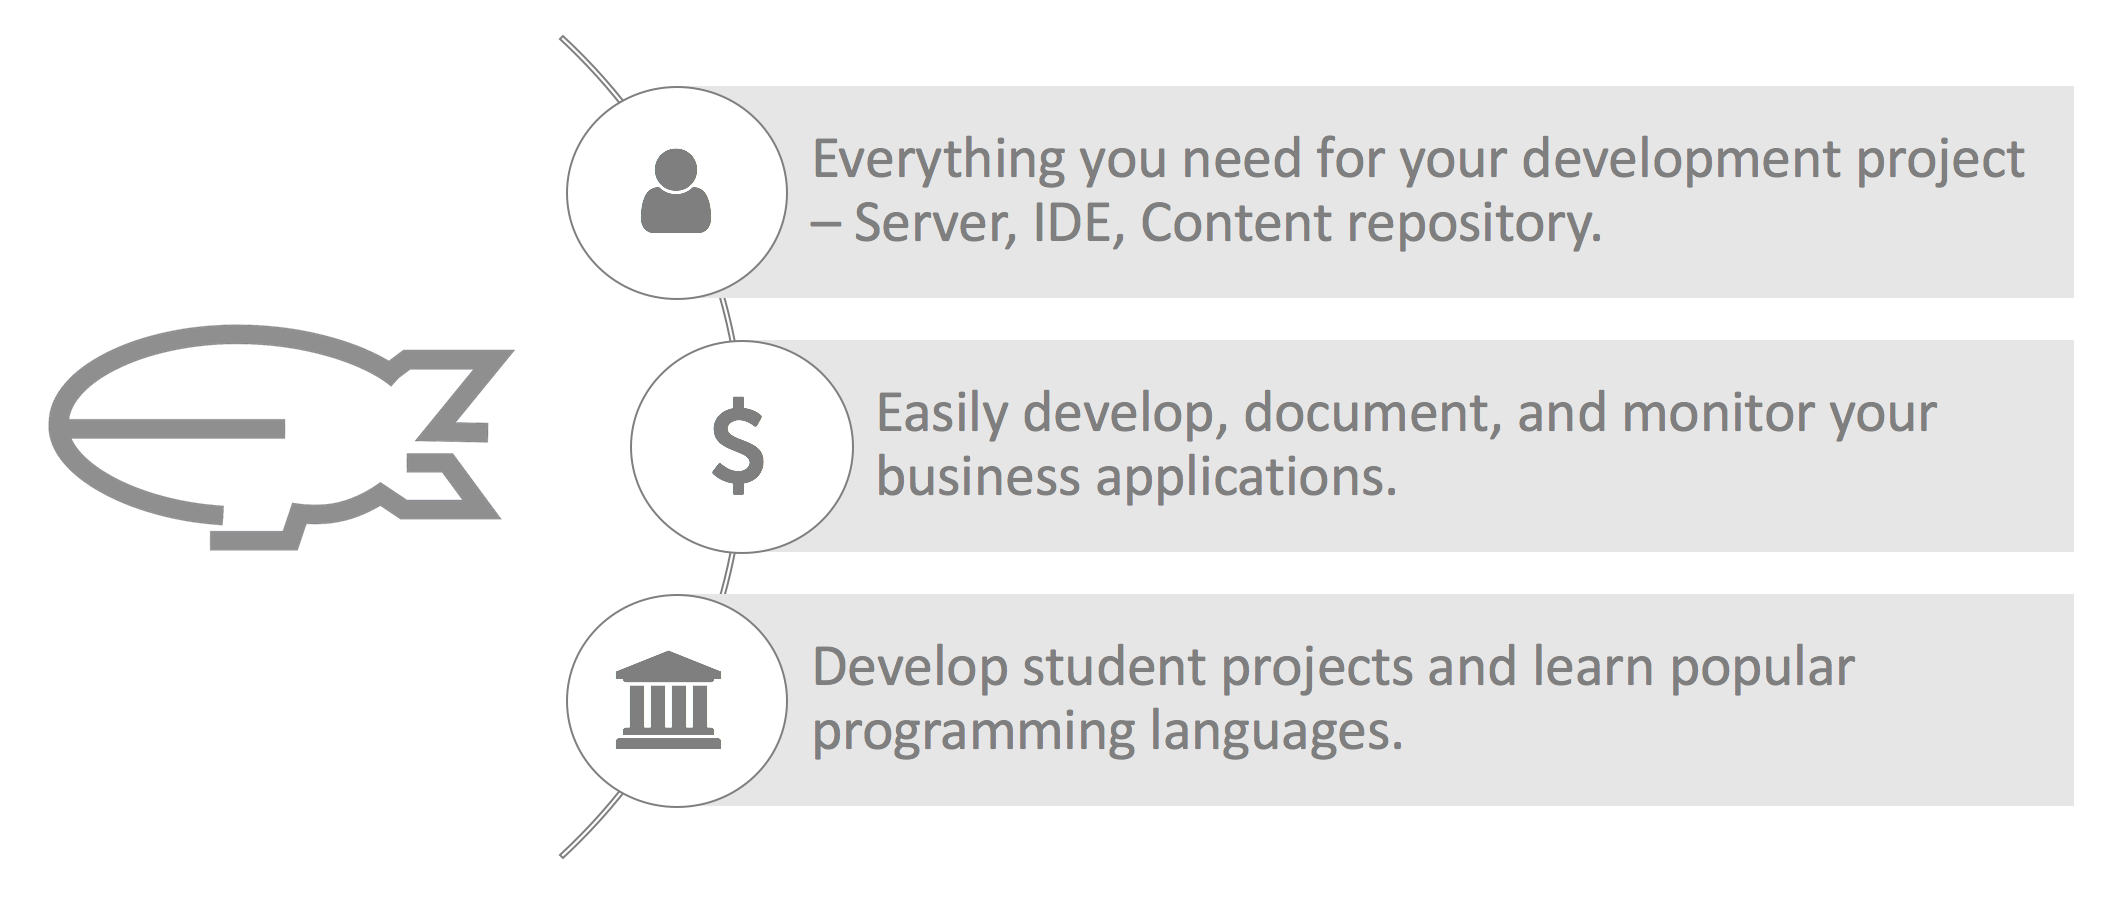 Everything you need for your development project
– Server, IDE, Content repository.
Easily develop, document, and monitor your
business applications.
Develop student projects and learn popular
programming languages.